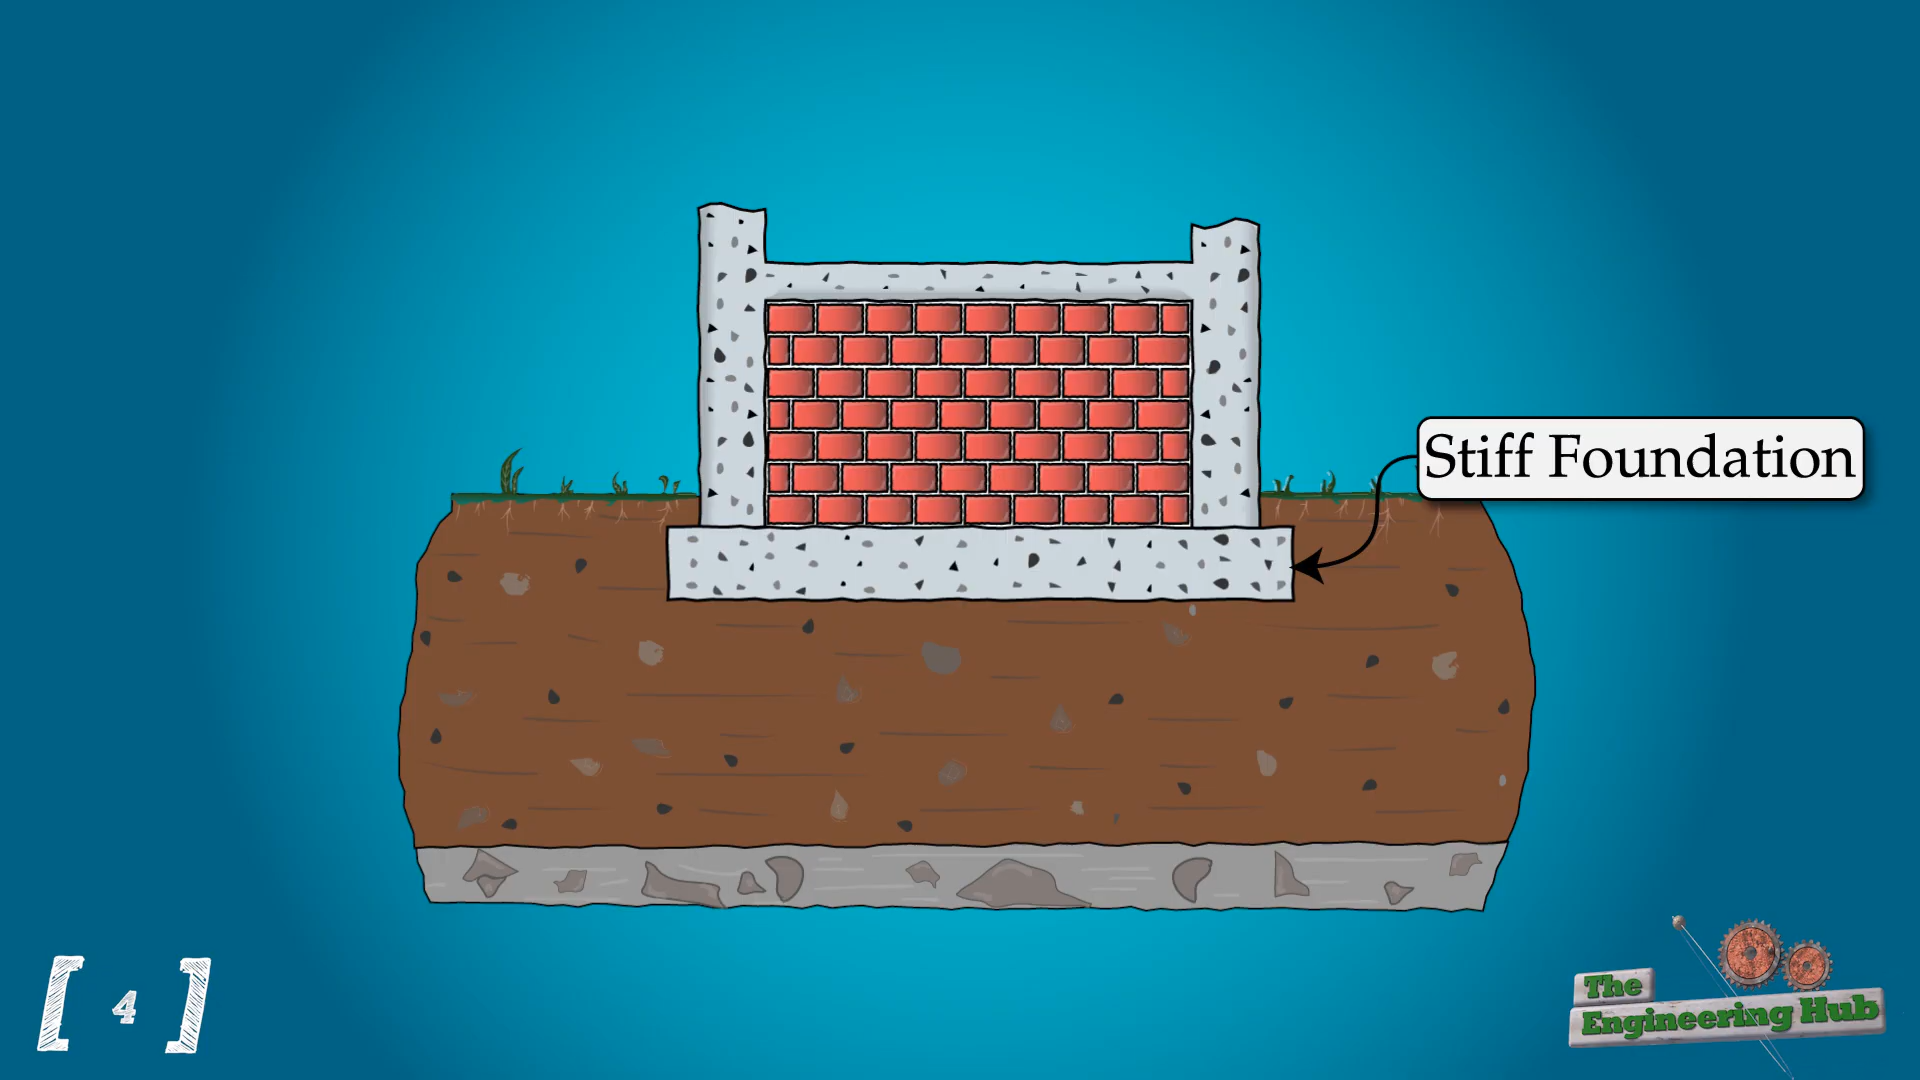 Stiff Foundation
[ 4 ]
The
Engineering Hub